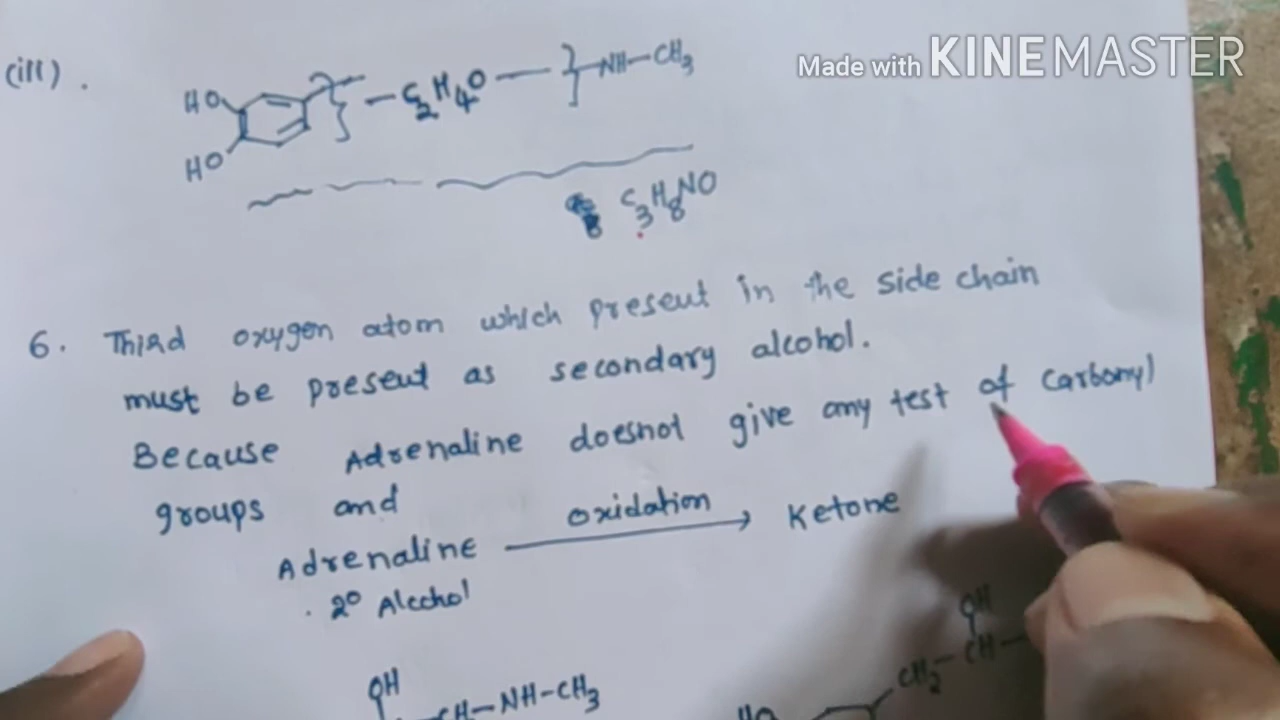 Made with KINEMASTER
(iii).
HO
HO
} - C2H4O - } - NH-CH3
C3H8NO
6. Third oxygen atom which present in the side chain
must be present as secondary alcohol.
Because Adrenaline doesnot give any test of carbonyl
groups and
Adrenaline oxidation → Ketone
2° Alcohol
OH
CH-NH-CH3
OH
CH2-CH-
HO